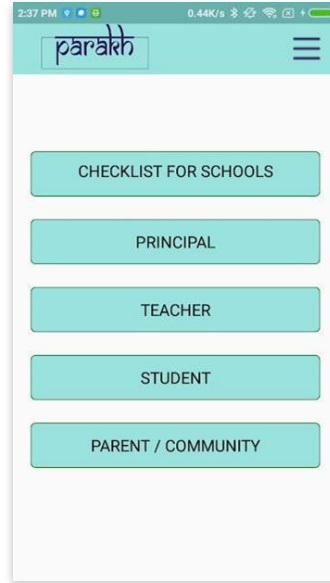 2:37 PM 0.44K/s
parakh
CHECKLIST FOR SCHOOLS
PRINCIPAL
TEACHER
STUDENT
PARENT / COMMUNITY